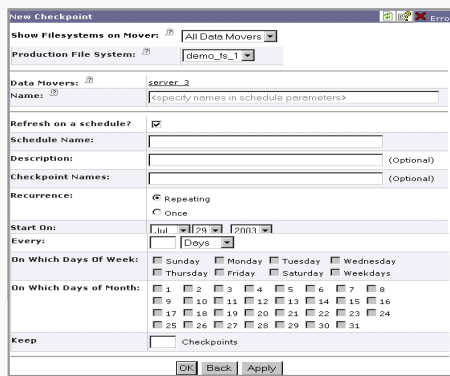 New Checkpoint Erro
Show Filesystems on Mover: All Data Movers
Production File System: demo_fs_1
Data Movers: server_3
Name: <specify names in schedule parameters>
Refresh on a schedule?
Schedule Name:
Description: (Optional)
Checkpoint Names: (Optional)
Recurrence: Repeating
Once
Start On: Jul 29 2003
Every: Days
On Which Days Of Week: Sunday Monday Tuesday Wednesday
Thursday Friday Saturday Weekdays
On Which Days of Month: 1 2 3 4 5 6 7 8
9 10 11 12 13 14 15 16
17 18 19 20 21 22 23 24
25 26 27 28 29 30 31
Keep Checkpoints
OK Back Apply